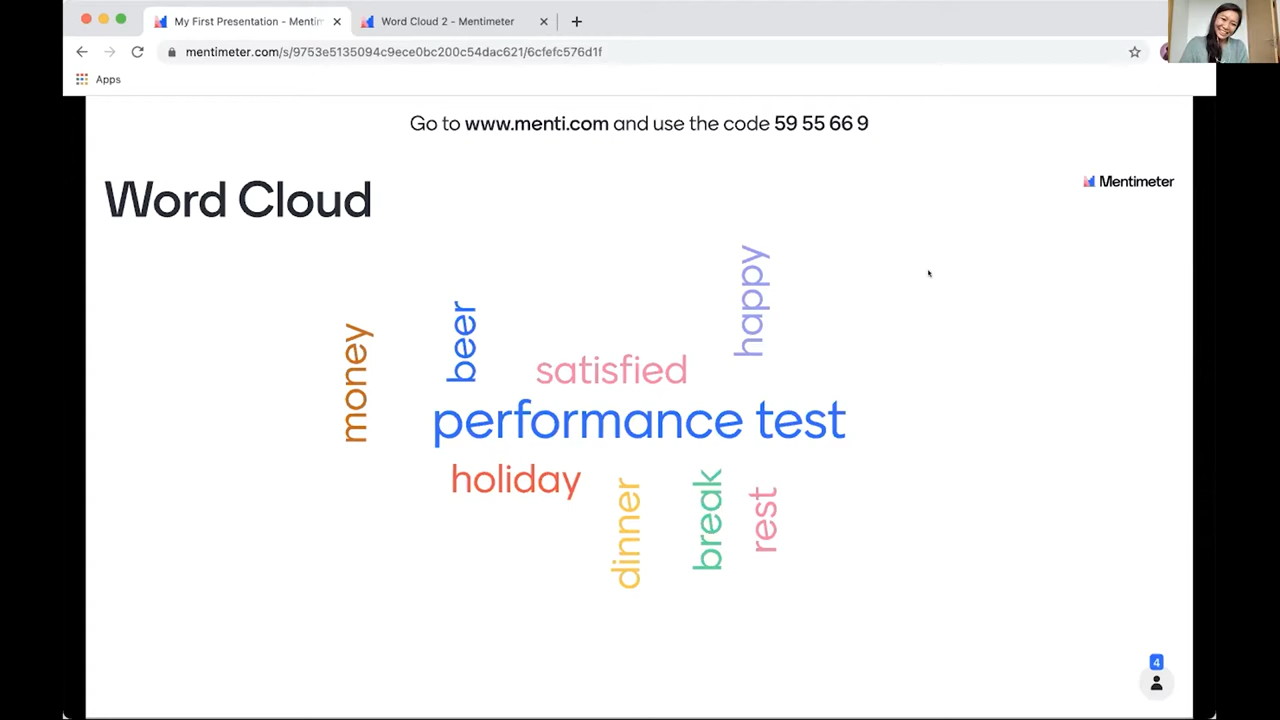 My First Presentation - Mentim
Word Cloud 2 - Mentimeter
mentimeter.com/s/9753e5135094c9ece0bc200c54dac621/6cfefc576d1f
Apps
Go to www.menti.com and use the code 59 55 66 9
Word Cloud
Mentimeter
happy
beer
money
satisfied
performance test
holiday
dinner
break
rest
4